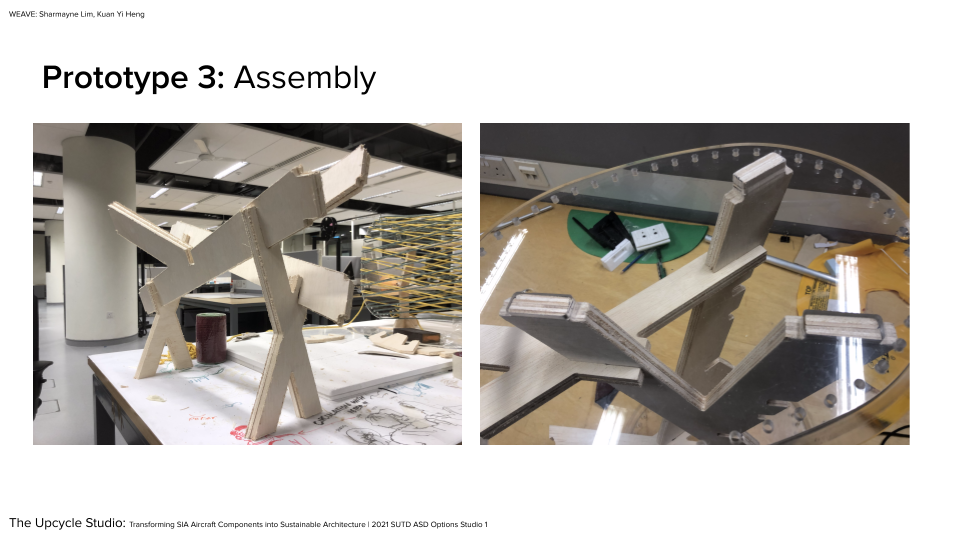 WEAVE: Sharmayne Lim, Kuan Yi Heng
Prototype 3: Assembly
The Upcycle Studio: Transforming SIA Aircraft Components into Sustainable Architecture | 2021 SUTD ASD Options Studio 1